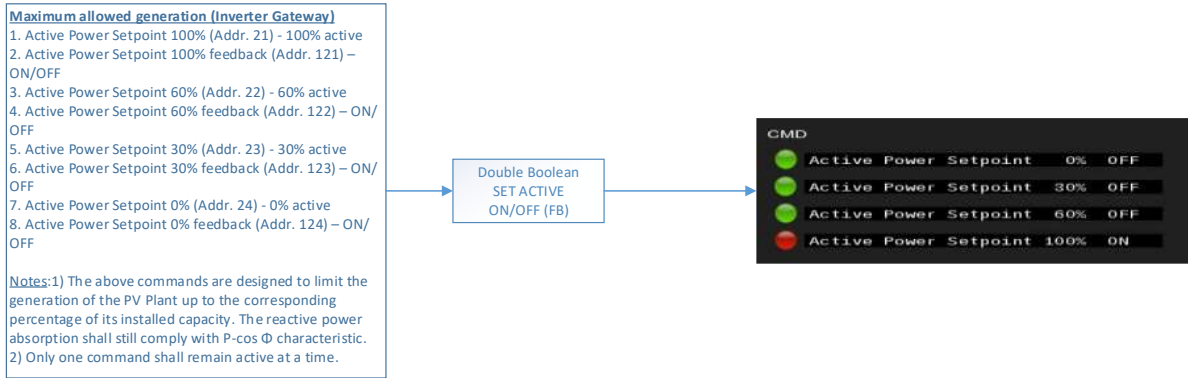 Maximum allowed generation (Inverter Gateway)
1. Active Power Setpoint 100% (Addr. 21) - 100% active
2. Active Power Setpoint 100% feedback (Addr. 121) –
ON/OFF
3. Active Power Setpoint 60% (Addr. 22) - 60% active
4. Active Power Setpoint 60% feedback (Addr. 122) – ON/
OFF
5. Active Power Setpoint 30% (Addr. 23) - 30% active
6. Active Power Setpoint 30% feedback (Addr. 123) – ON/
OFF
7. Active Power Setpoint 0% (Addr. 24) - 0% active
8. Active Power Setpoint 0% feedback (Addr. 124) – ON/
OFF
Notes:1) The above commands are designed to limit the
generation of the PV Plant up to the corresponding
percentage of its installed capacity. The reactive power
absorption shall still comply with P-cos Φ characteristic.
2) Only one command shall remain active at a time.
Double Boolean
SET ACTIVE
ON/OFF (FB)
CMD
Active Power Setpoint 0% OFF
Active Power Setpoint 30% OFF
Active Power Setpoint 60% OFF
Active Power Setpoint 100% ON